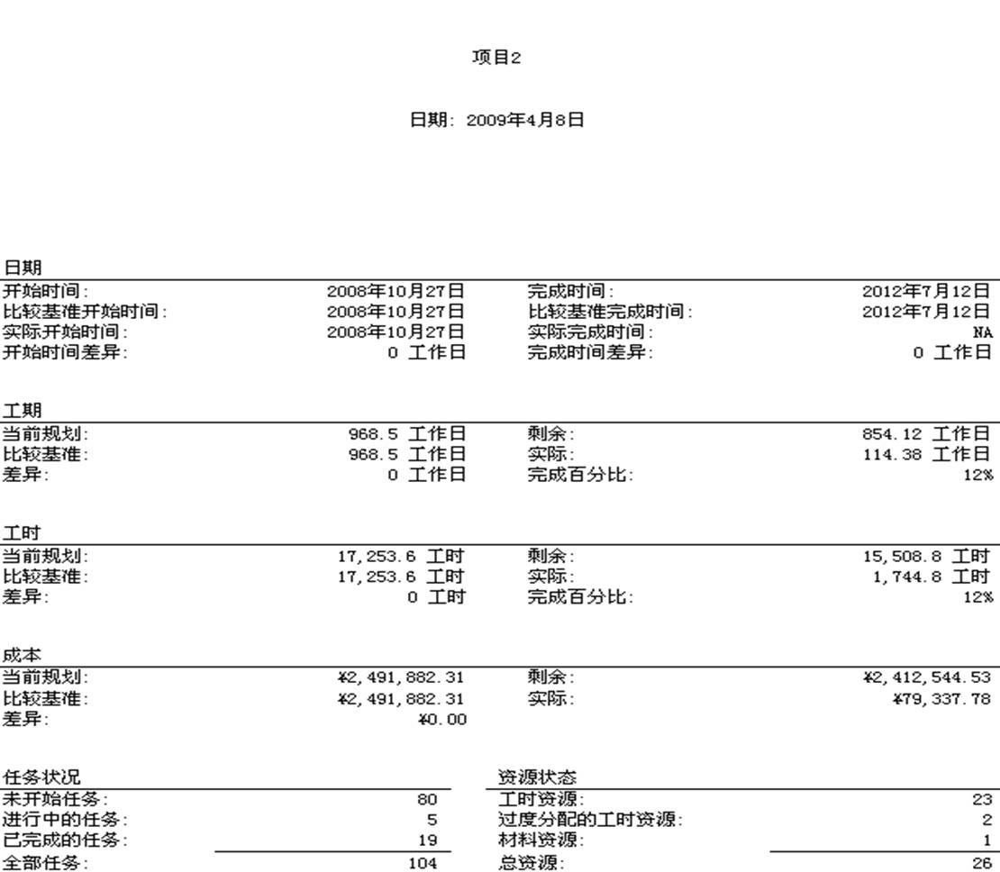 项目2
日期: 2009年4月8日
日期
开始时间: 2008年10月27日 完成时间: 2012年7月12日
比较基准开始时间: 2008年10月27日 比较基准完成时间: 2012年7月12日
实际开始时间: 2008年10月27日 实际完成时间: NA
开始时间差异: 0 工作日 完成时间差异: 0 工作日
工期
当前规划: 968.5 工作日 剩余: 854.12 工作日
比较基准: 968.5 工作日 实际: 114.38 工作日
差异: 0 工作日 完成百分比: 12%
工时
当前规划: 17,253.6 工时 剩余: 15,508.8 工时
比较基准: 17,253.6 工时 实际: 1,744.8 工时
差异: 0 工时 完成百分比: 12%
成本
当前规划: ¥2,491,882.31 剩余: ¥2,412,544.53
比较基准: ¥2,491,882.31 实际: ¥79,337.78
差异: ¥0.00
任务状况 资源状态
未开始任务: 80 工时资源: 23
进行中的任务: 5 过度分配的工时资源: 2
已完成的任务: 19 材料资源: 1
全部任务: 104 总资源: 26